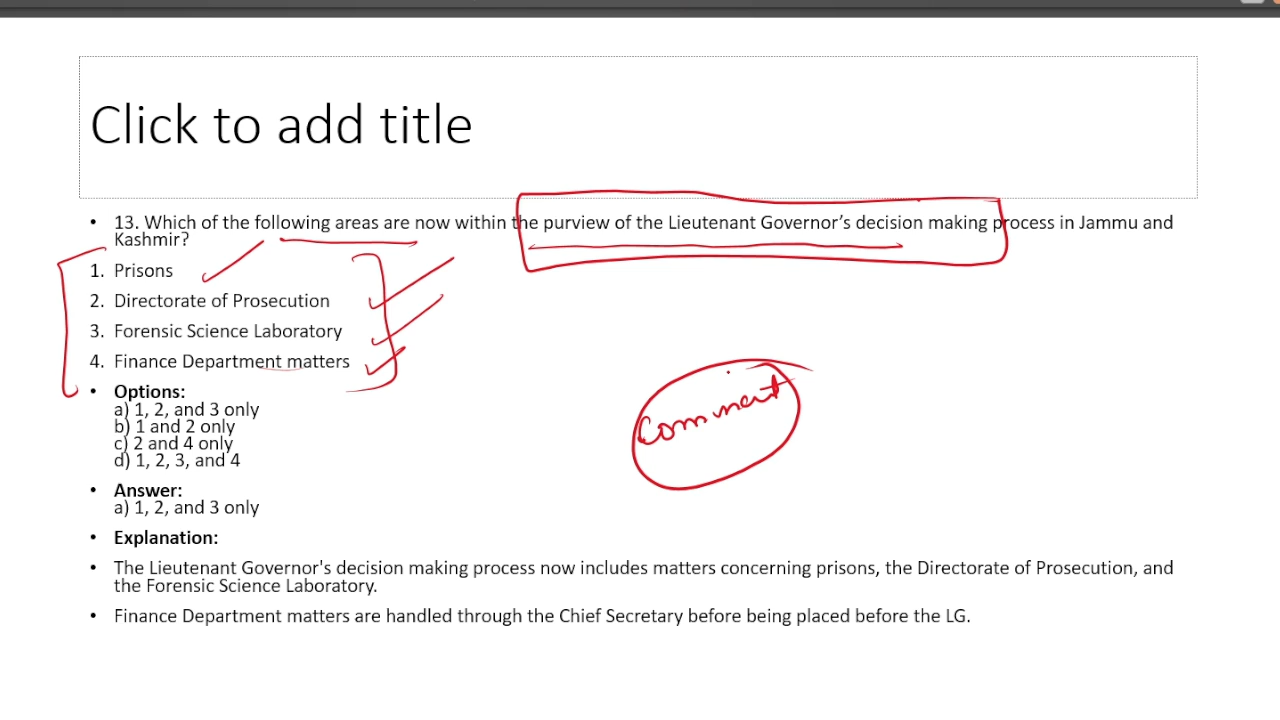 Click to add title
• 13. Which of the following areas are now within the purview of the Lieutenant Governor's decision making process in Jammu and
Kashmir?
1. Prisons
2. Directorate of Prosecution
3. Forensic Science Laboratory
4. Finance Department matters
• Options:
a) 1, 2, and 3 only
b) 1 and 2 only
c) 2 and 4 only
d) 1, 2, 3, and 4
comment
• Answer:
a) 1, 2, and 3 only
• Explanation:
• The Lieutenant Governor's decision making process now includes matters concerning prisons, the Directorate of Prosecution, and
the Forensic Science Laboratory.
• Finance Department matters are handled through the Chief Secretary before being placed before the LG.